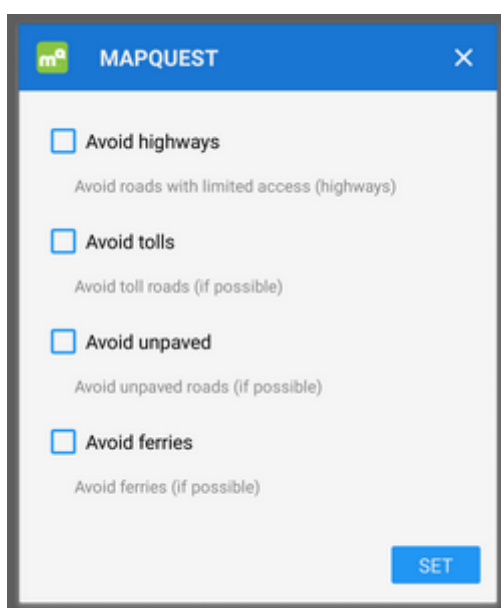 mq MAPQUEST
Avoid highways
Avoid roads with limited access (highways)
Avoid tolls
Avoid toll roads (if possible)
Avoid unpaved
Avoid unpaved roads (if possible)
Avoid ferries
Avoid ferries (if possible)
SET